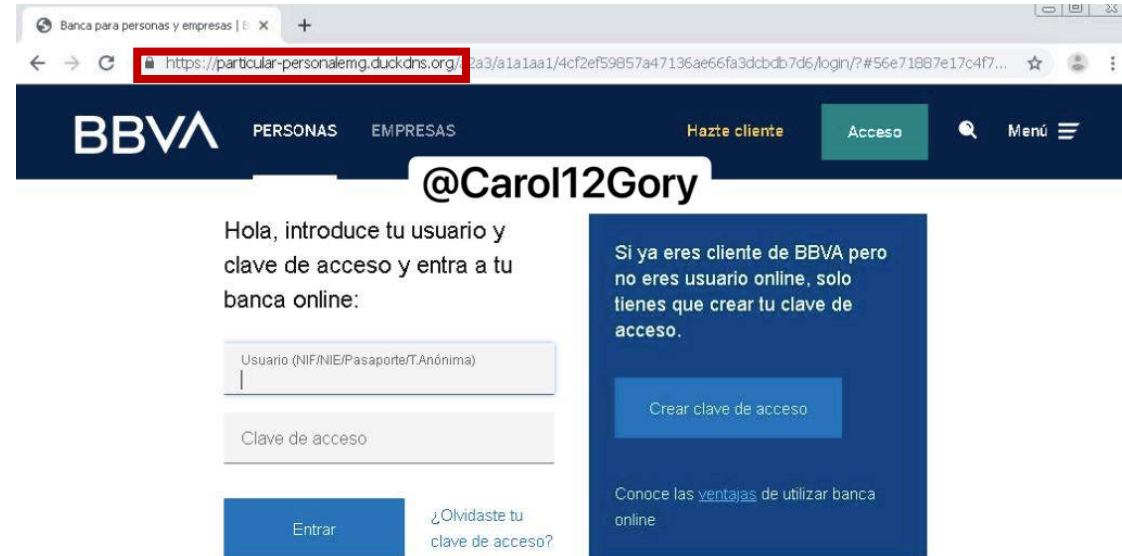 Banca para personas y empresas | B
https://particular-personalemg.duckdns.org/a2a3/a1a1aa1/4cf2ef59857a47136ae66fa3dcbdb7d6/login/?#56e71887e17c4f7...
BBVA PERSONAS EMPRESAS Hazte cliente Acceso Menú
@Carol12Gory
Hola, introduce tu usuario y
clave de acceso y entra a tu
banca online:
Usuario (NIF/NIE/Pasaporte/T.Anónima)
Clave de acceso
Entrar
¿Olvidaste tu
clave de acceso?
Si ya eres cliente de BBVA pero
no eres usuario online, solo
tienes que crear tu clave de
acceso.
Crear clave de acceso
Conoce las ventajas de utilizar banca
online